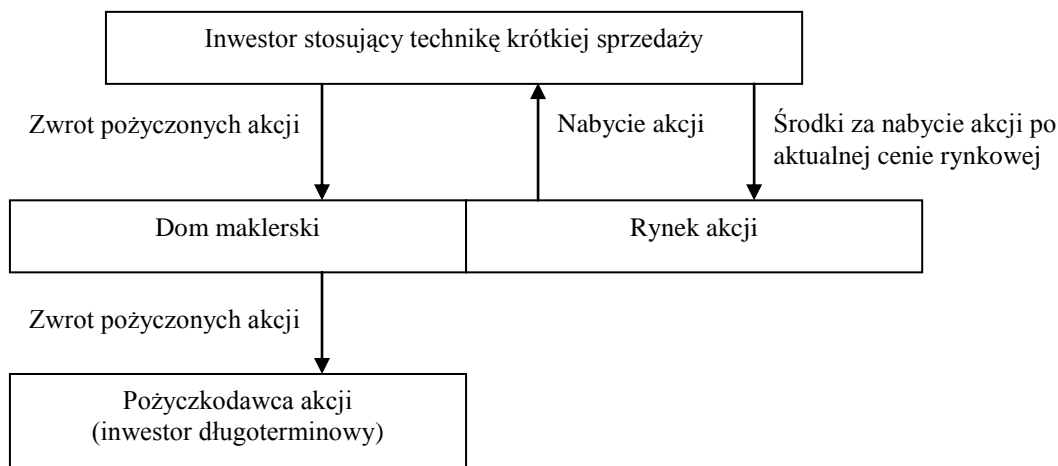 Inwestor stosujący technikę krótkiej sprzedaży
Zwrot pożyczonych akcji
Nabycie akcji
Środki za nabycie akcji po
aktualnej cenie rynkowej
Dom maklerski
Rynek akcji
Zwrot pożyczonych akcji
Pożyczkodawca akcji
(inwestor długoterminowy)